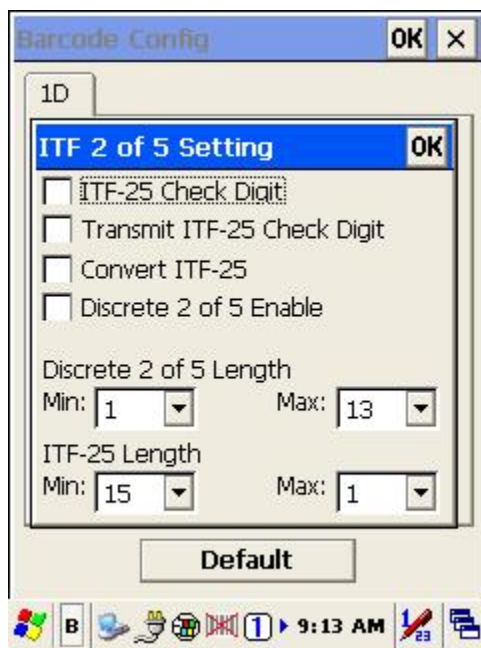 Barcode Config OK ×
1D
ITF 2 of 5 Setting OK
ITF-25 Check Digit
Transmit ITF-25 Check Digit
Convert ITF-25
Discrete 2 of 5 Enable
Discrete 2 of 5 Length
Min: 1 Max: 13
ITF-25 Length
Min: 15 Max: 1
Default
B 1 9:13 AM 1/23